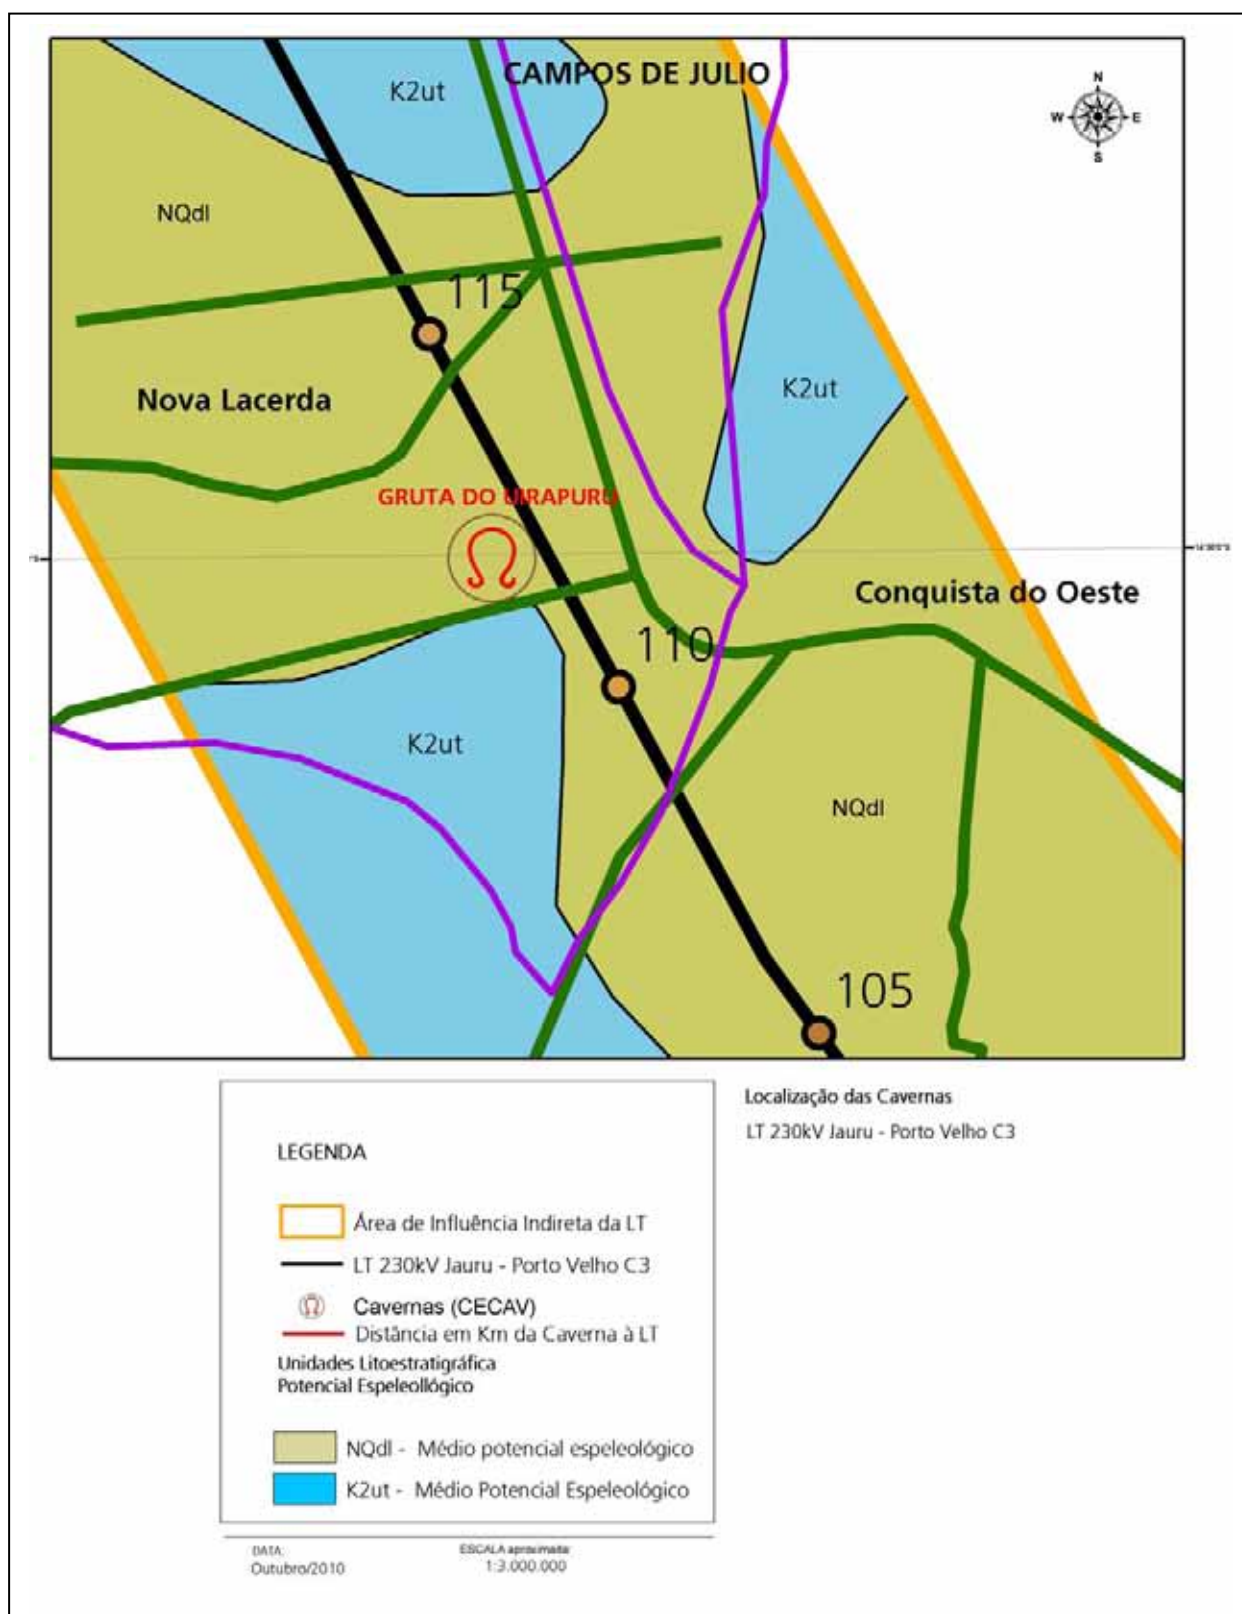 CAMPOS DE JULIO
K2ut
N
W E
S
NQdl
115
K2ut
Nova Lacerda
GRUTA DO UIRAPURU
Conquista do Oeste
110
K2ut
NQdl
105
Localização das Cavernas
LT 230kV Jauru - Porto Velho C3
LEGENDA
Área de Influência Indireta da LT
LT 230kV Jauru - Porto Velho C3
Cavernas (CECAV)
Distância em Km da Caverna à LT
Unidades Litoestratigráfica
Potencial Espeleollógico
NQdl - Médio potencial espeleológico
K2ut - Médio Potencial Espeleológico
DATA:
Outubro/2010
ESCALA aproximada:
1:3.000.000